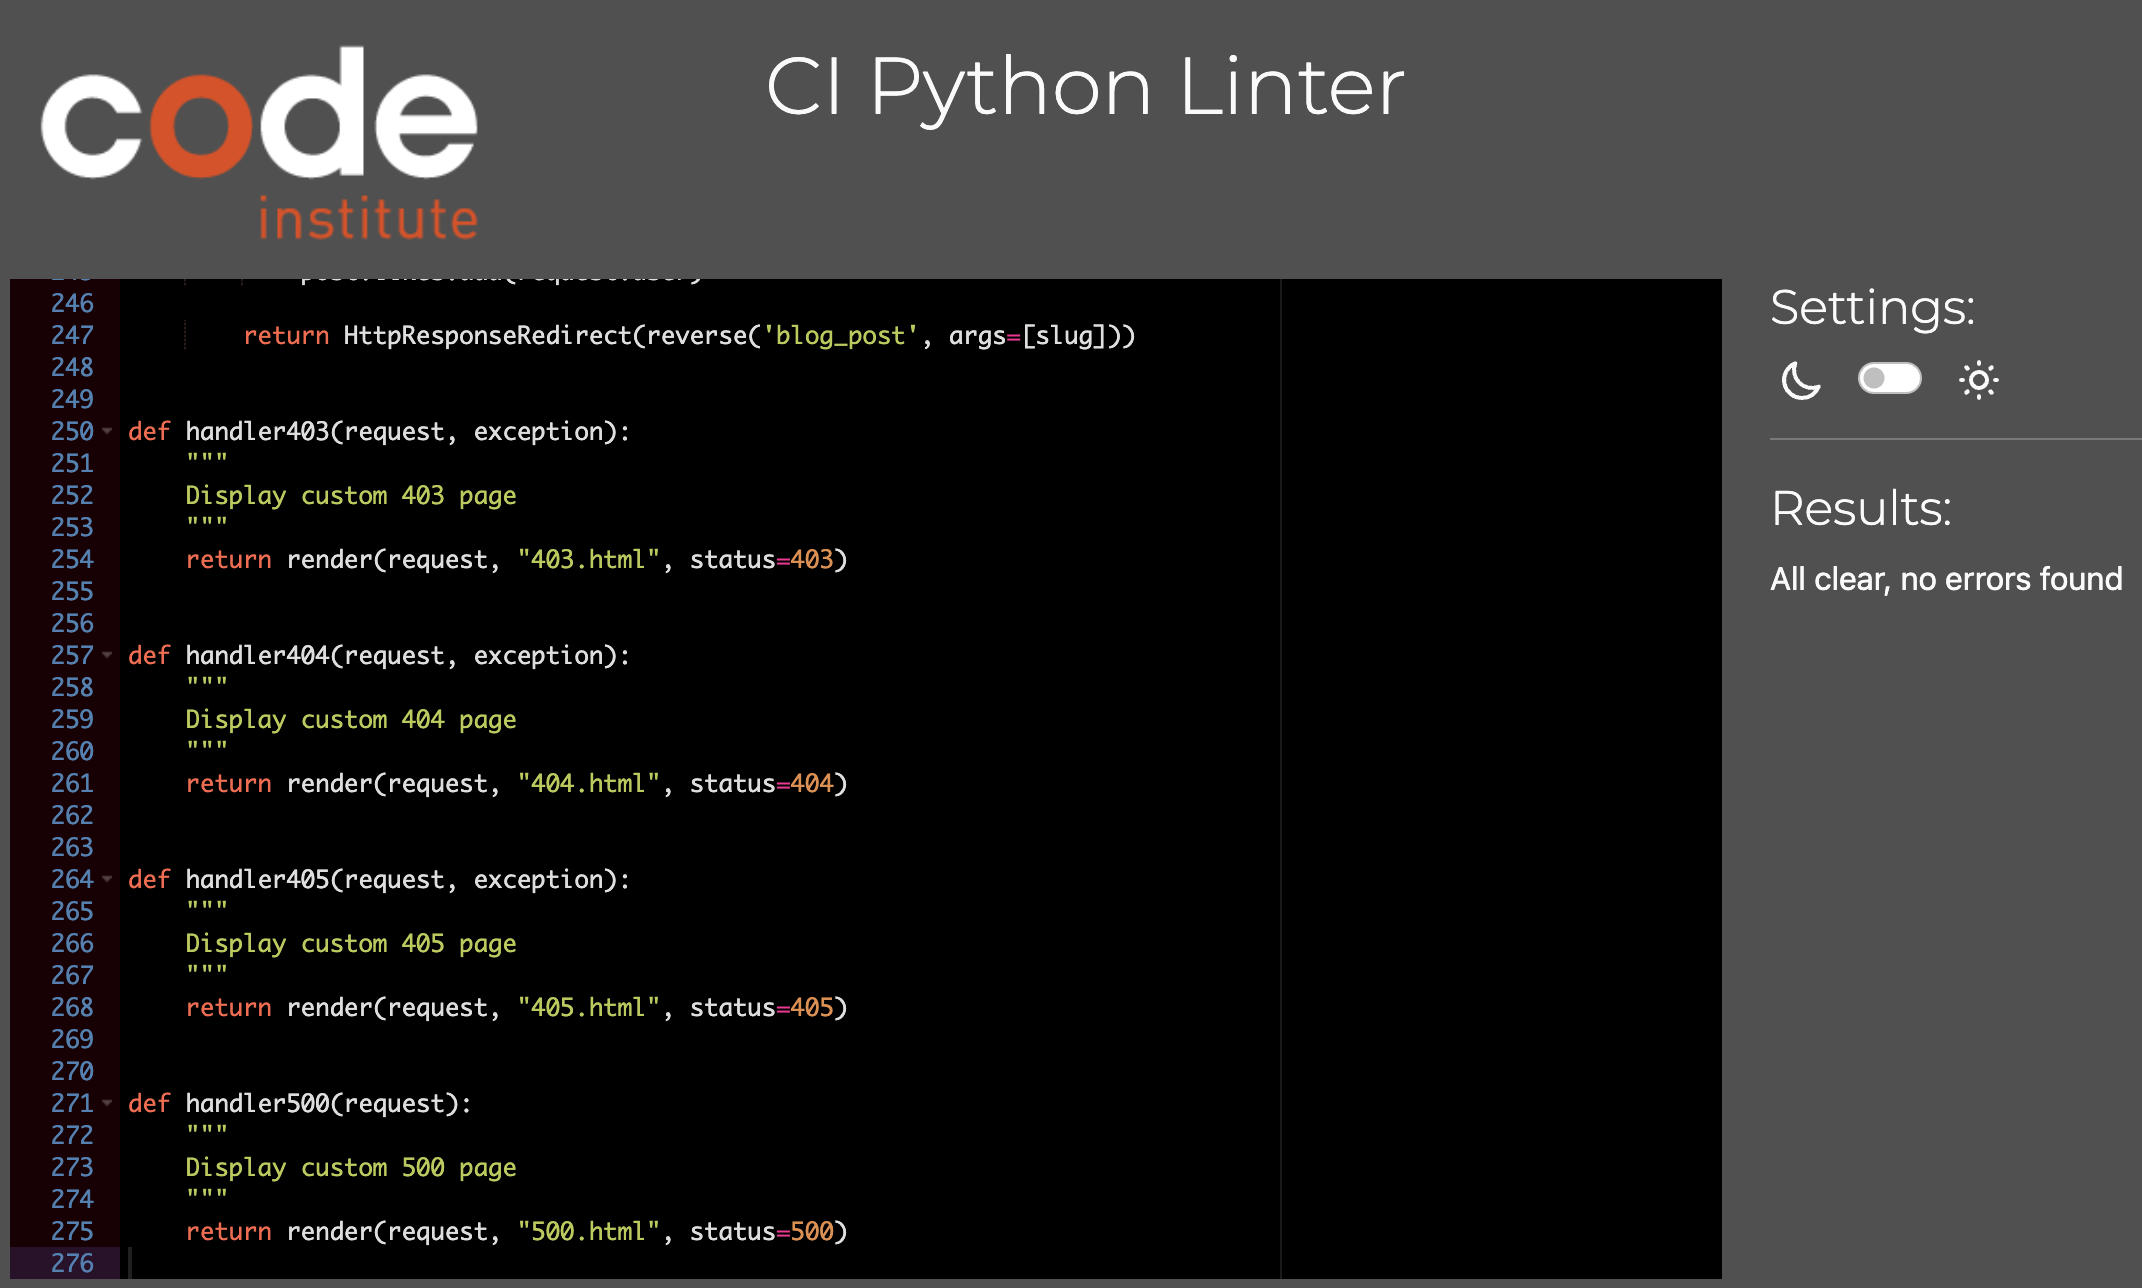 code
institute
CI Python Linter
246
247 return HttpResponseRedirect(reverse('blog_post', args=[slug]))
248
249
250 def handler403(request, exception):
251 """
252 Display custom 403 page
253 """
254 return render(request, "403.html", status=403)
255
256
257 def handler404(request, exception):
258 """
259 Display custom 404 page
260 """
261 return render(request, "404.html", status=404)
262
263
264 def handler405(request, exception):
265 """
266 Display custom 405 page
267 """
268 return render(request, "405.html", status=405)
269
270
271 def handler500(request):
272 """
273 Display custom 500 page
274 """
275 return render(request, "500.html", status=500)
276
Settings:
Results:
All clear, no errors found